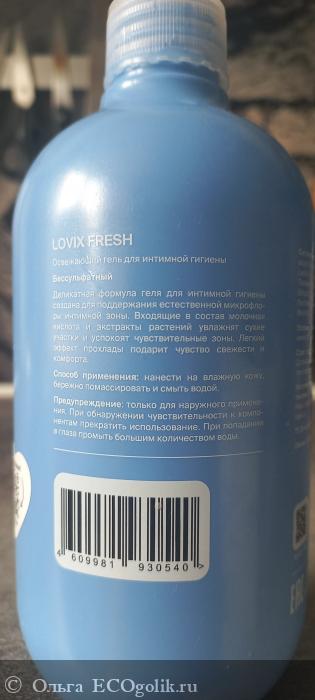 LOVIX FRESH
Освежающий гель для интимной гигиены
Бессульфатный
Деликатная формула геля для интимной гигиены
создана для поддержания естественной микрофло-
ры интимной зоны. Входящие в состав молочная
кислота и экстракты растений увлажнят сухие
участки и успокоят чувствительные зоны. Легкий
эффект прохлады подарит чувство свежести и
комфорта.
Способ применения: нанести на влажную кожу,
бережно помассировать и смыть водой.
Предупреждение: только для наружного примене-
ния. При обнаружении чувствительности к компо-
нентам прекратить использование. При попадании
в глаза промыть большим количеством воды.
4 609981 930540 >
EAC
© Ольга ECOgolik.ru